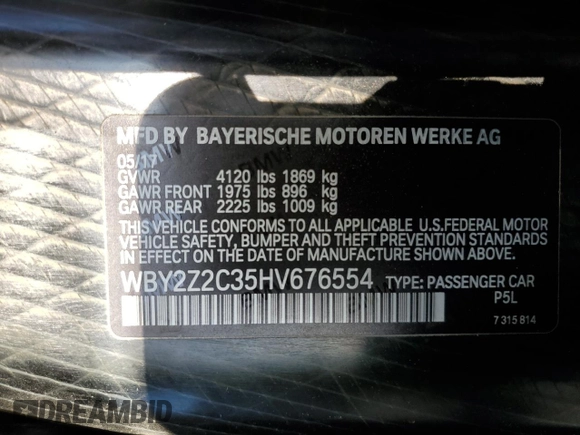 MFD BY BAYERISCHE MOTOREN WERKE AG
05/17
GVWR 4120 lbs 1869 kg
GAWR FRONT 1975 lbs 896 kg
GAWR REAR 2225 lbs 1009 kg
THIS VEHICLE CONFORMS TO ALL APPLICABLE U.S.FEDERAL MOTOR
VEHICLE SAFETY, BUMPER AND THEFT PREVENTION STANDARDS
IN EFFECT ON THE DATE OF MANUFACTURE SHOWN ABOVE.
WBY2Z2C35HV676554 TYPE: PASSENGER CAR
P5L
7 315 814
DREAMBID